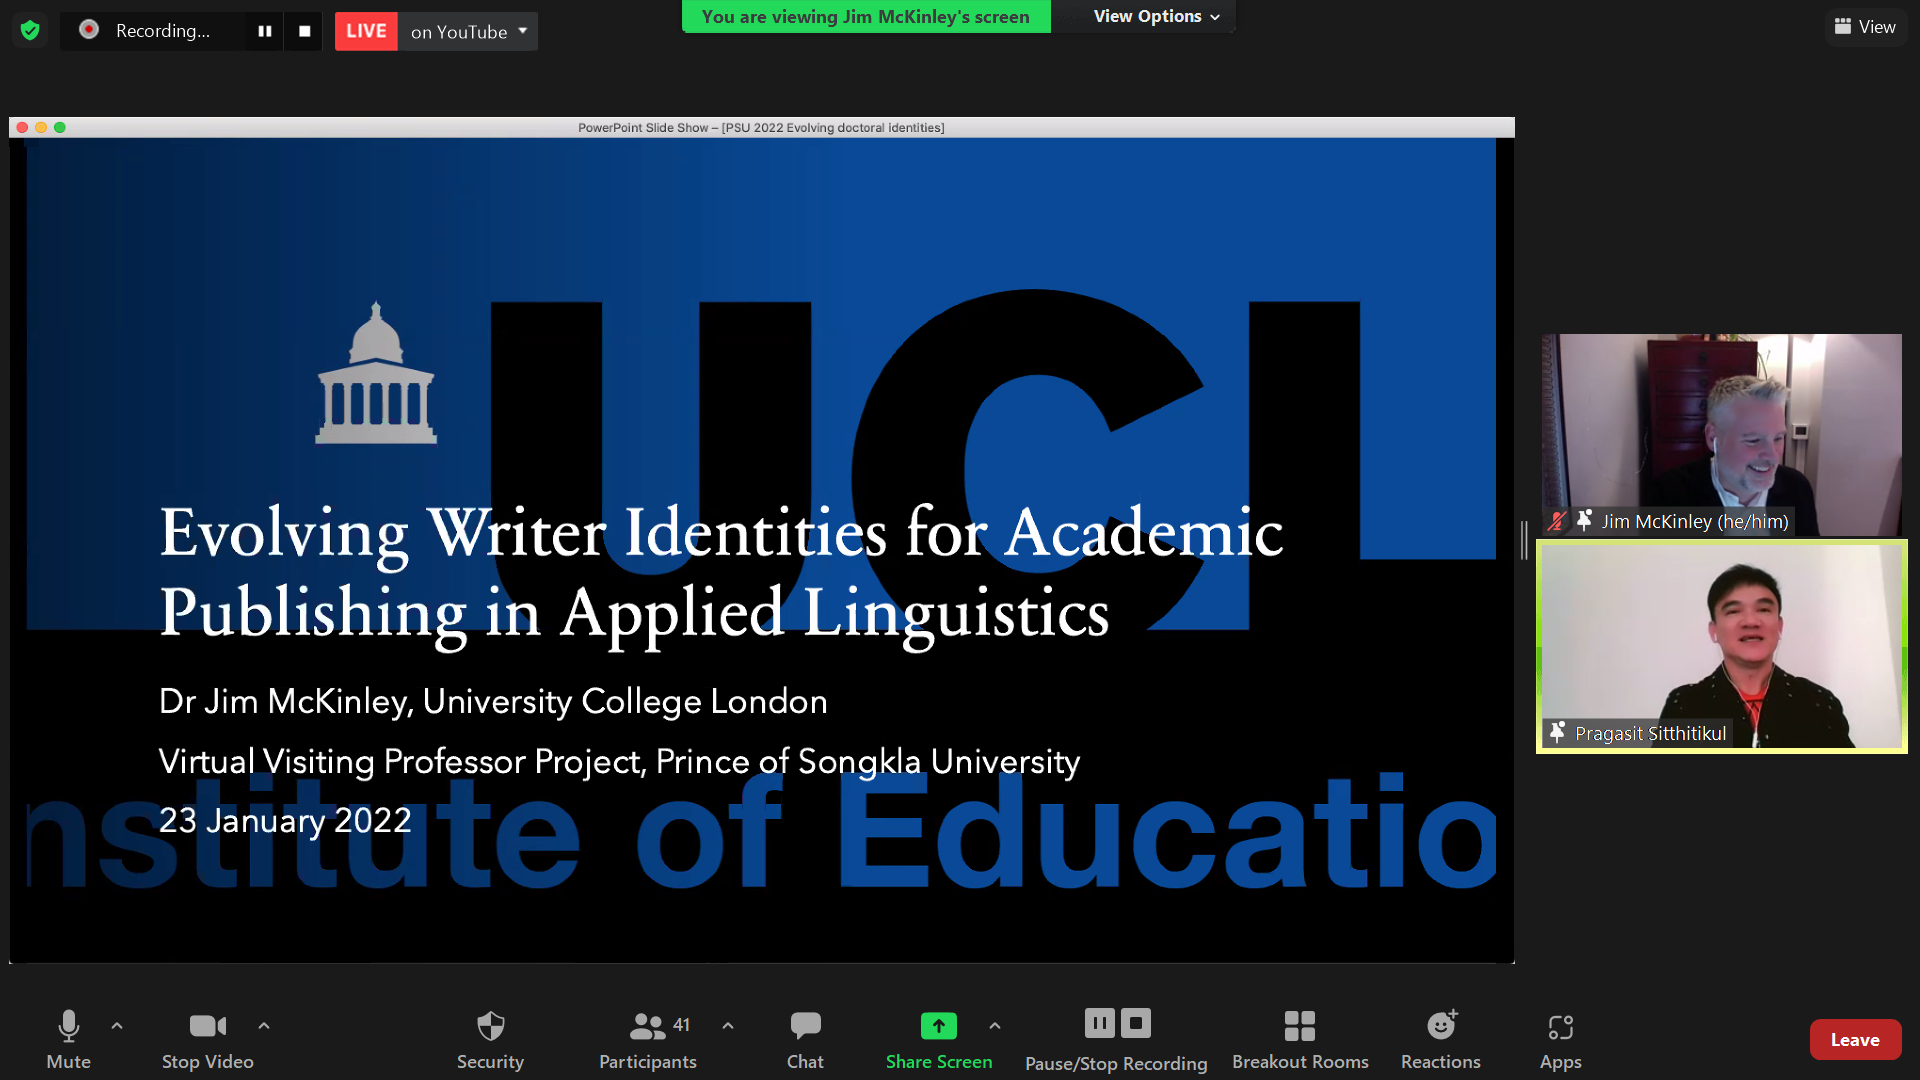 Recording...
LIVE
on YouTube
You are viewing Jim McKinley's screen
View Options
View
PowerPoint Slide Show – [PSU 2022 Evolving doctoral identities]
UCL
Evolving Writer Identities for Academic
Publishing in Applied Linguistics
Dr Jim McKinley, University College London
Virtual Visiting Professor Project, Prince of Songkla University
23 January 2022
nstitute of Educatio
Jim McKinley (he/him)
Pragasit Sitthitikul
Mute
Stop Video
Security
41
Participants
Chat
Share Screen
Pause/Stop Recording
Breakout Rooms
Reactions
Apps
Leave